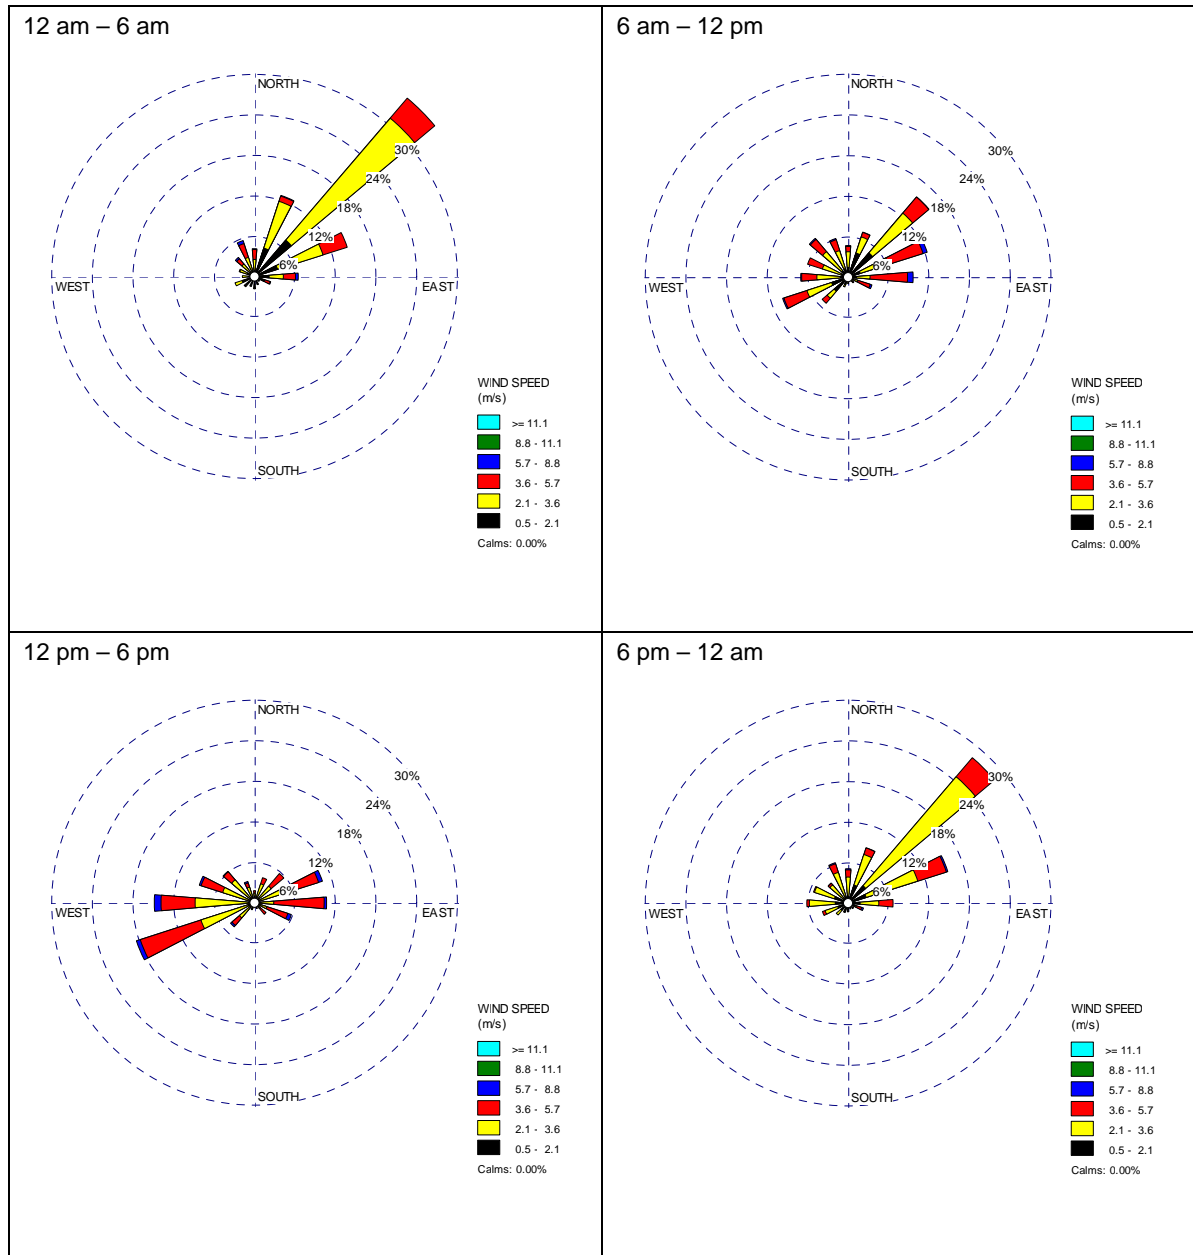 12 am – 6 am
NORTH
30%
24%
18%
12%
6%
WEST
EAST
SOUTH
WIND SPEED
(m/s)
>= 11.1
8.8 - 11.1
5.7 - 8.8
3.6 - 5.7
2.1 - 3.6
0.5 - 2.1
Calms: 0.00%
6 am – 12 pm
NORTH
30%
24%
18%
12%
6%
WEST
EAST
SOUTH
WIND SPEED
(m/s)
>= 11.1
8.8 - 11.1
5.7 - 8.8
3.6 - 5.7
2.1 - 3.6
0.5 - 2.1
Calms: 0.00%
12 pm – 6 pm
NORTH
30%
24%
18%
12%
6%
WEST
EAST
SOUTH
WIND SPEED
(m/s)
>= 11.1
8.8 - 11.1
5.7 - 8.8
3.6 - 5.7
2.1 - 3.6
0.5 - 2.1
Calms: 0.00%
6 pm – 12 am
NORTH
30%
24%
18%
12%
6%
WEST
EAST
SOUTH
WIND SPEED
(m/s)
>= 11.1
8.8 - 11.1
5.7 - 8.8
3.6 - 5.7
2.1 - 3.6
0.5 - 2.1
Calms: 0.00%